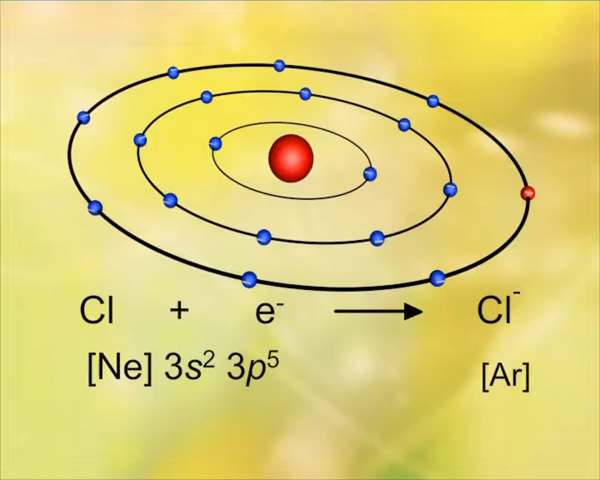 Cl + e⁻ ⟶ Cl⁻
[Ne] 3s² 3p⁵ [Ar]